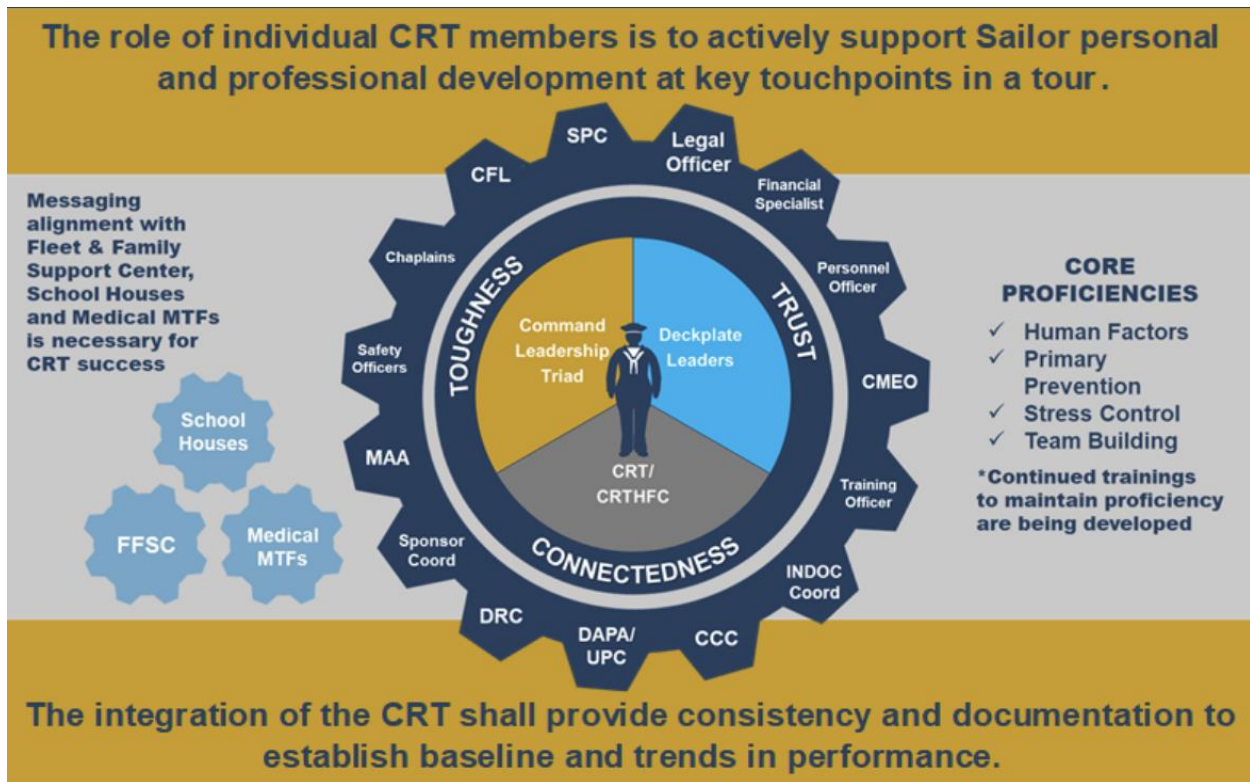 The role of individual CRT members is to actively support Sailor personal
and professional development at key touchpoints in a tour.
Messaging
alignment with
Fleet & Family
Support Center,
School Houses
and Medical MTFs
is necessary for
CRT success
School
Houses
FFSC
Medical
MTFs
SPC
Legal
Officer
Financial
Specialist
Personnel
Officer
CMEO
Training
Officer
INDOC
Coord
CCC
DAPA/
UPC
DRC
Sponsor
Coord
MAA
Safety
Officers
Chaplains
CFL
TOUGHNESS
TRUST
CONNECTEDNESS
Command
Leadership
Triad
Deckplate
Leaders
CRT/
CRTHFC
CORE
PROFICIENCIES
✓ Human Factors
✓ Primary
Prevention
✓ Stress Control
✓ Team Building
*Continued trainings
to maintain proficiency
are being developed
The integration of the CRT shall provide consistency and documentation to
establish baseline and trends in performance.